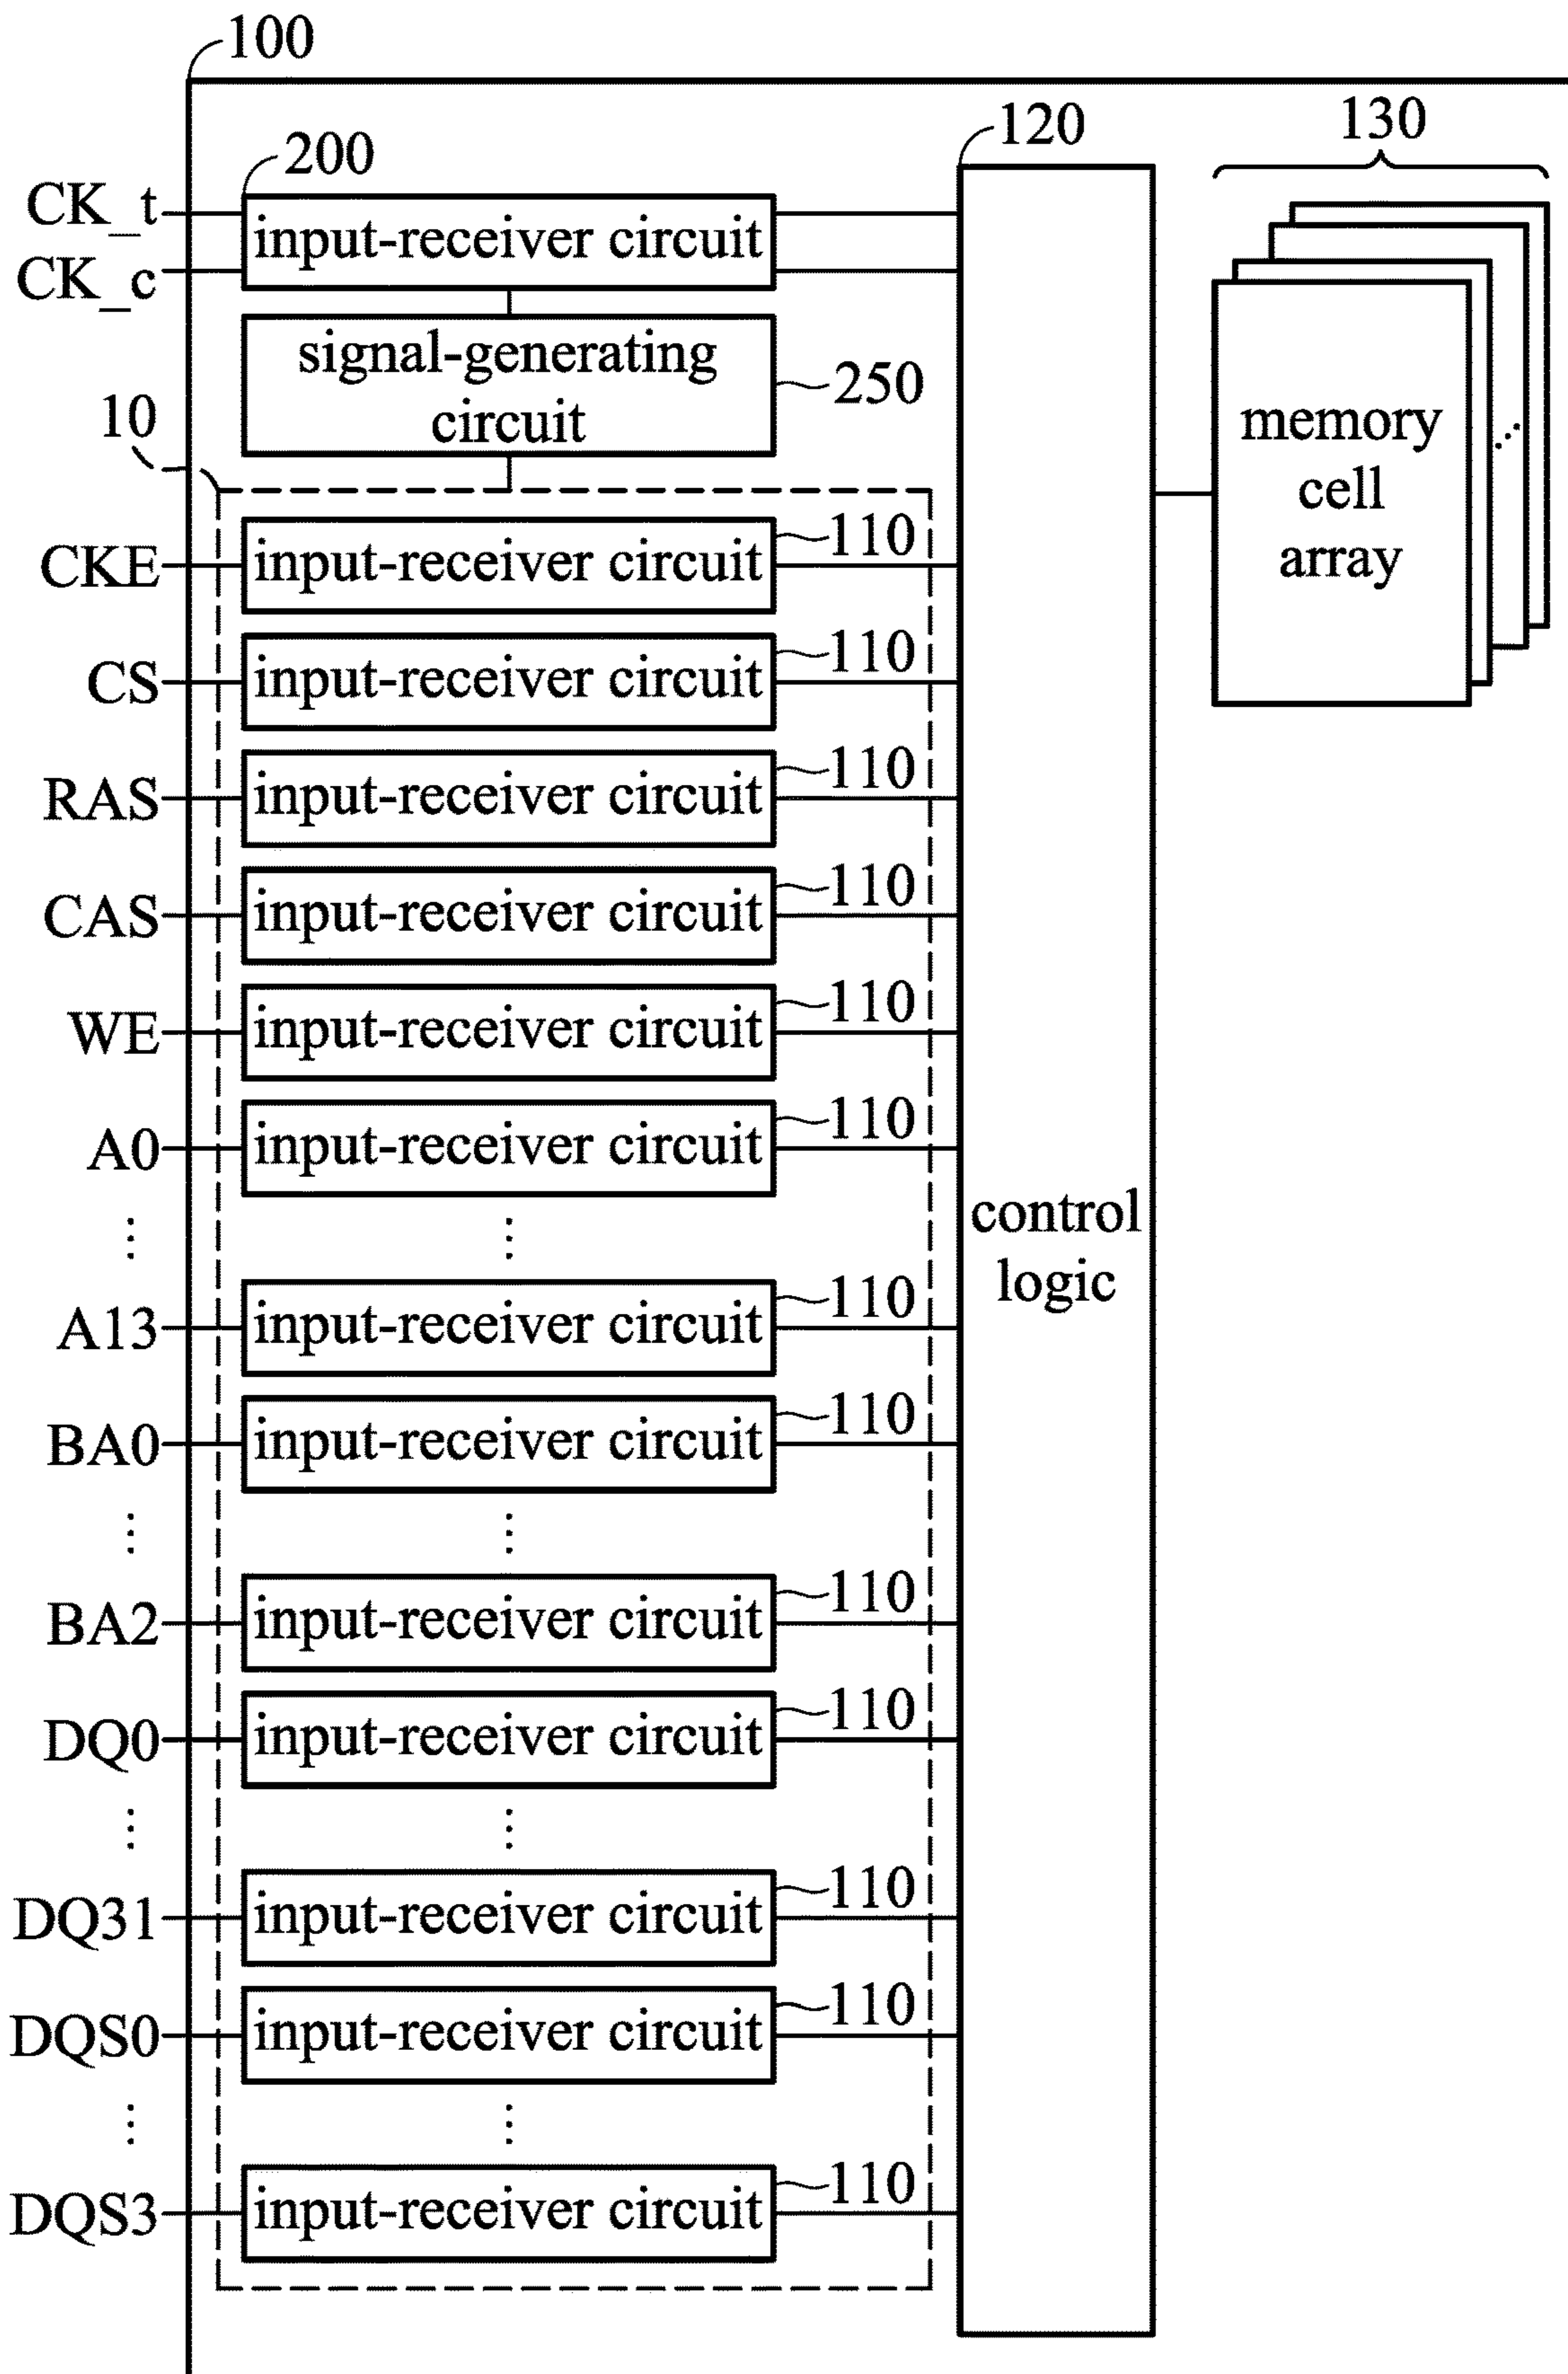 100
200
120
130
CK_t
input-receiver circuit
CK_c
signal-generating
circuit
250
10
memory
cell
array
CKE
input-receiver circuit
110
CS
input-receiver circuit
110
RAS
input-receiver circuit
110
CAS
input-receiver circuit
110
WE
input-receiver circuit
110
A0
input-receiver circuit
110
control
logic
A13
input-receiver circuit
110
BA0
input-receiver circuit
110
BA2
input-receiver circuit
110
DQ0
input-receiver circuit
110
DQ31
input-receiver circuit
110
DQS0
input-receiver circuit
110
DQS3
input-receiver circuit
110